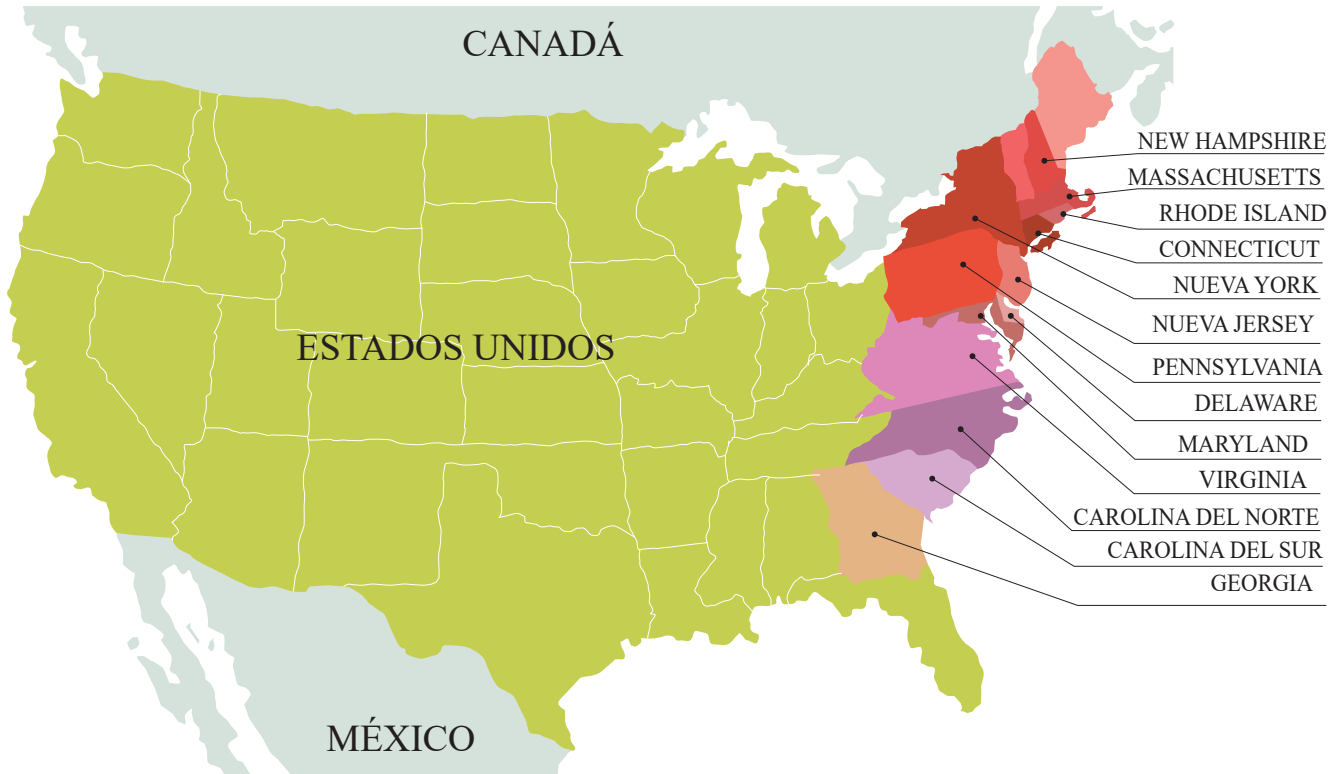 CANADÁ
NEW HAMPSHIRE
MASSACHUSETTS
RHODE ISLAND
CONNECTICUT
NUEVA YORK
NUEVA JERSEY
ESTADOS UNIDOS
PENNSYLVANIA
DELAWARE
MARYLAND
VIRGINIA
CAROLINA DEL NORTE
CAROLINA DEL SUR
GEORGIA
MÉXICO